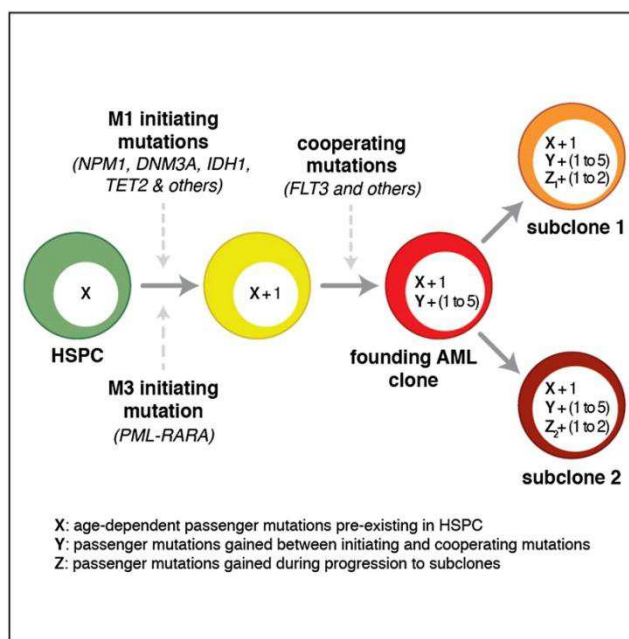 M1 initiating
mutations
(NPM1, DNM3A, IDH1,
TET2 & others)
cooperating
mutations
(FLT3 and others)
X
HSPC
X + 1
X + 1
Y + (1 to 5)
founding AML
clone
X + 1
Y + (1 to 5)
Z1+ (1 to 2)
subclone 1
X + 1
Y + (1 to 5)
Z2+ (1 to 2)
subclone 2
M3 initiating
mutation
(PML-RARA)
X: age-dependent passenger mutations pre-existing in HSPC
Y: passenger mutations gained between initiating and cooperating mutations
Z: passenger mutations gained during progression to subclones